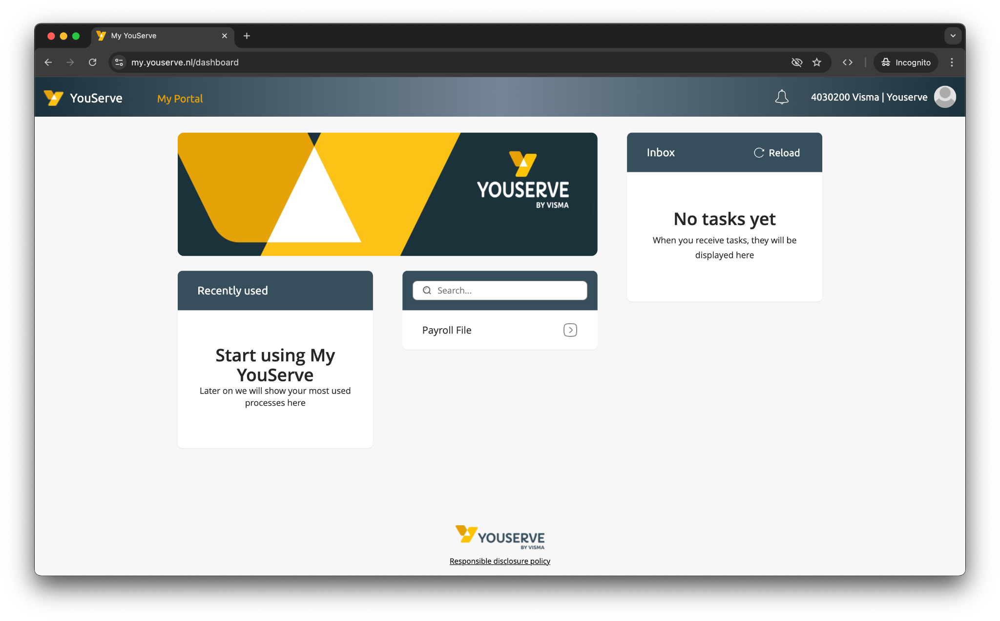 My YouServe
my.youserve.nl/dashboard
Incognito
YouServe
My Portal
4030200 Visma | Youserve
YOUSERVE
BY VISMA
Inbox
Reload
No tasks yet
When you receive tasks, they will be
displayed here
Recently used
Start using My
YouServe
Later on we will show your most used
processes here
Search...
Payroll File
YOUSERVE
BY VISMA
Responsible disclosure policy